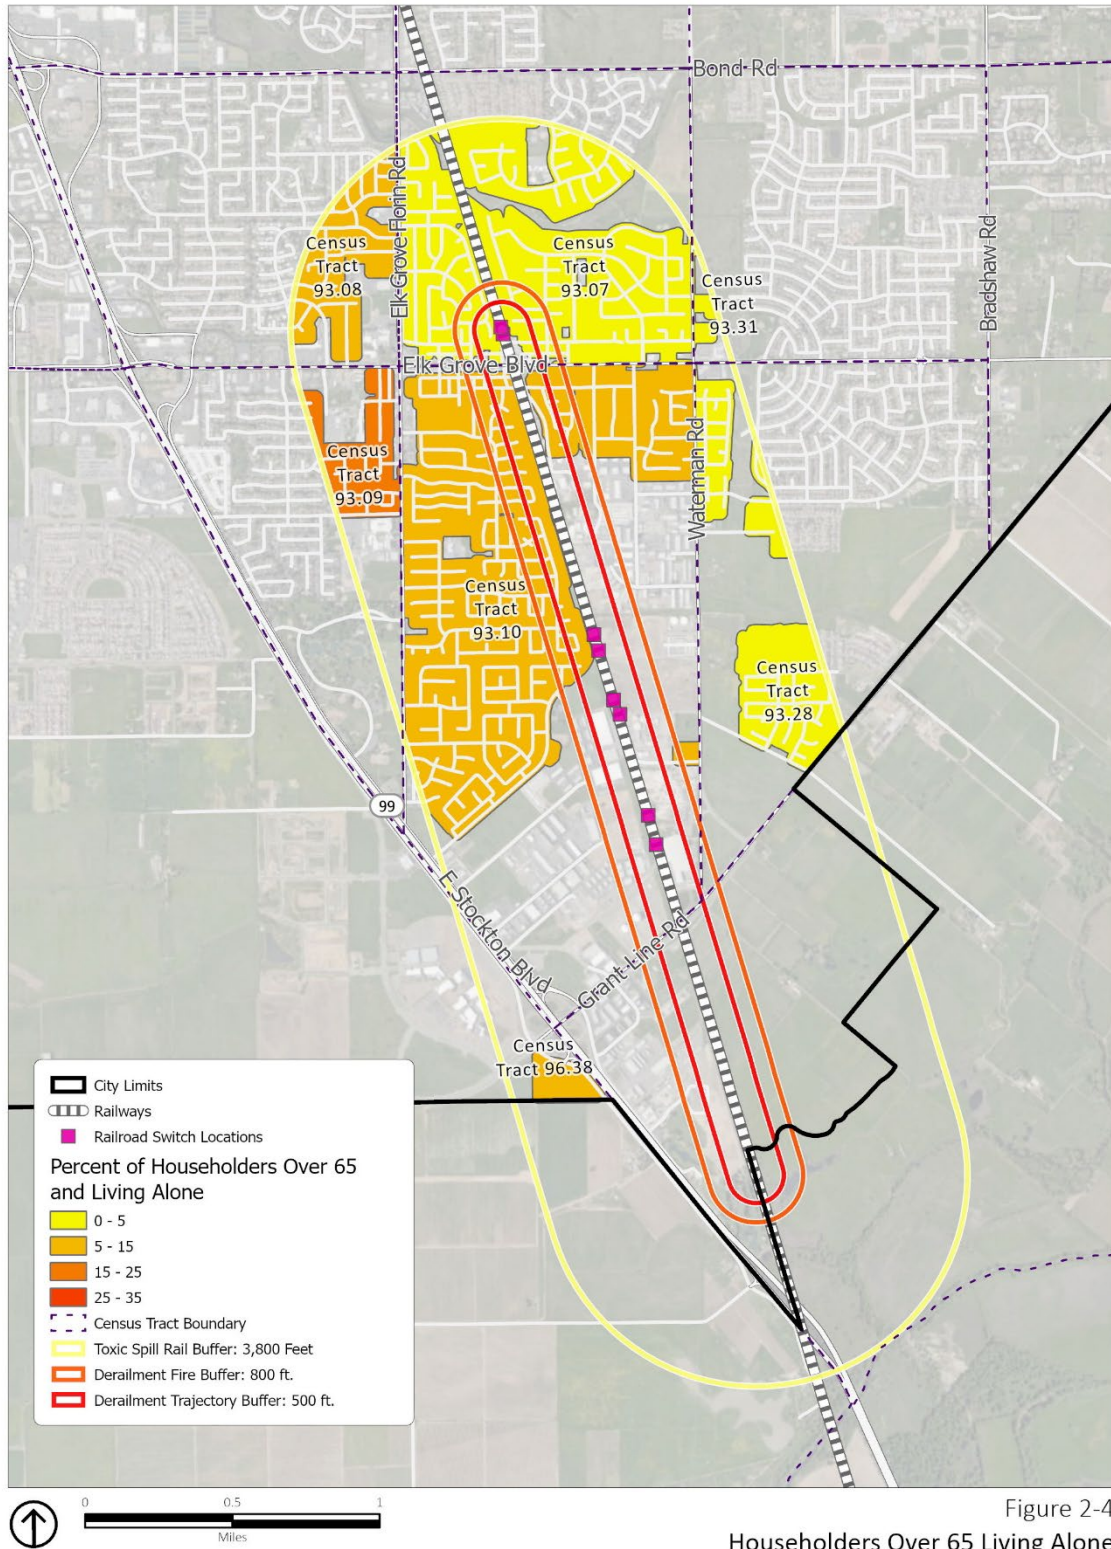 Bond Rd
Elk Grove Florin Rd
Bradshaw Rd
Census
Tract
93.08
Census
Tract
93.07
Census
Tract
93.31
Elk Grove Blvd
Census
Tract
93.09
Waterman Rd
Census
Tract
93.10
Census
Tract
93.28
99
E Stockton Blvd
Grant Line Rd
Census
Tract 96.38
City Limits
Railways
Railroad Switch Locations
Percent of Householders Over 65
and Living Alone
0 - 5
5 - 15
15 - 25
25 - 35
Census Tract Boundary
Toxic Spill Rail Buffer: 3,800 Feet
Derailment Fire Buffer: 800 ft.
Derailment Trajectory Buffer: 500 ft.
0 0.5 1
Miles
Figure 2-4
Householders Over 65 Living Alone